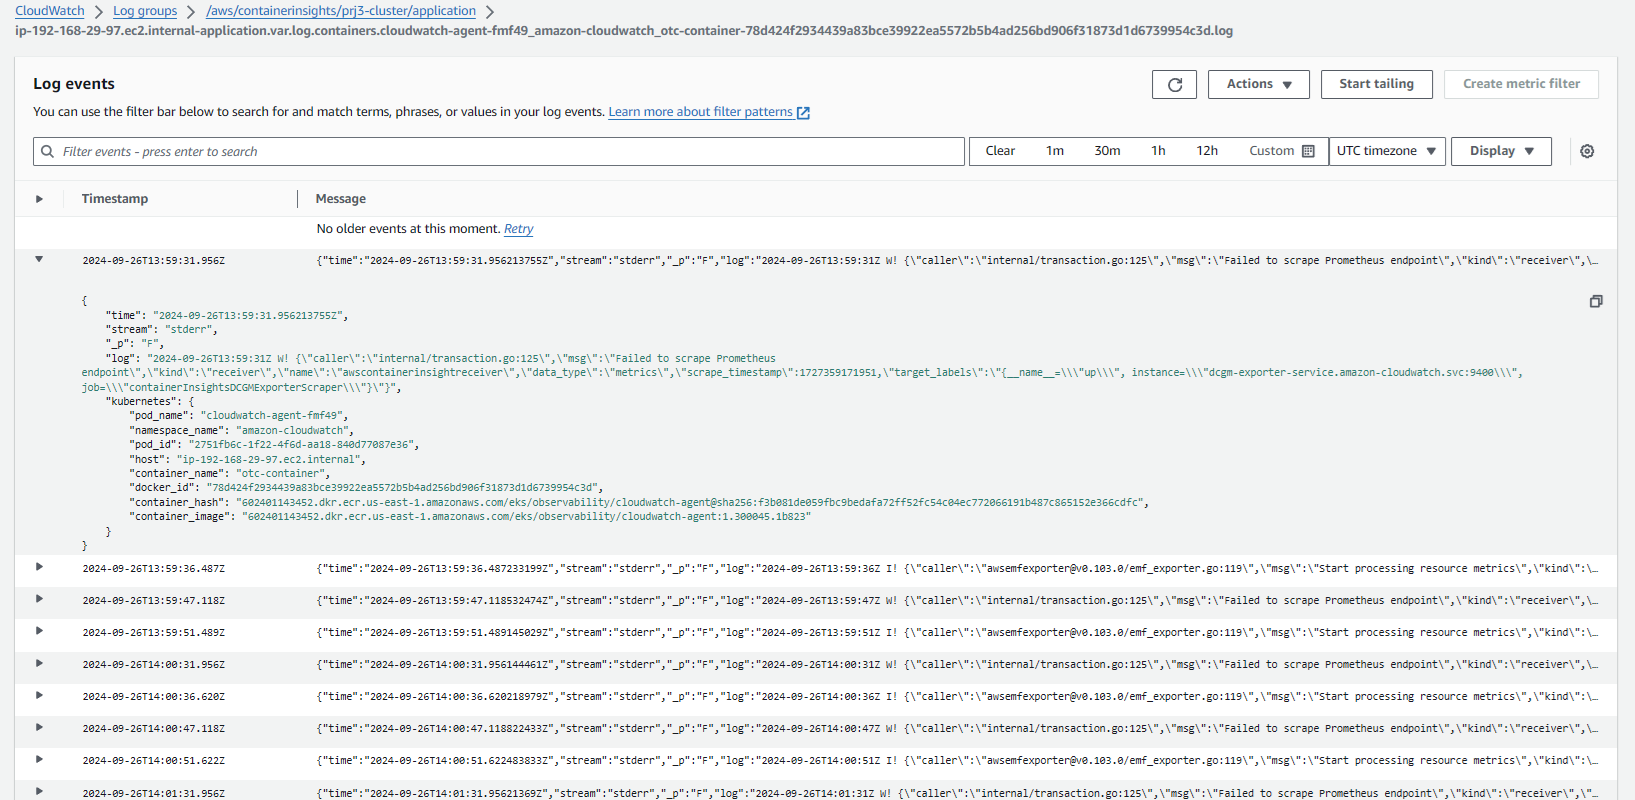 CloudWatch > Log groups > /aws/containerinsights/prj3-cluster/application >
ip-192-168-29-97.ec2.internal-application.var.log.containers.cloudwatch-agent-fmf49_amazon-cloudwatch_otc-container-78d424f2934439a83bce39922ea5572b5b4ad256bd906f31873d1d6739954c3d.log
Log events
Actions
Start tailing
Create metric filter
You can use the filter bar below to search for and match terms, phrases, or values in your log events. Learn more about filter patterns
Filter events - press enter to search
Clear 1m 30m 1h 12h Custom UTC timezone Display
Timestamp Message
No older events at this moment. Retry
2024-09-26T13:59:31.956Z {"time":"2024-09-26T13:59:31.956213755Z","stream":"stderr","_p":"F","log":"2024-09-26T13:59:31Z W! {\"caller\":\"internal/transaction.go:125\",\"msg\":\"Failed to scrape Prometheus endpoint\",\"kind\":\"receiver\",\…
{
"time": "2024-09-26T13:59:31.956213755Z",
"stream": "stderr",
"_p": "F",
"log": "2024-09-26T13:59:31Z W! {\"caller\":\"internal/transaction.go:125\",\"msg\":\"Failed to scrape Prometheus
endpoint\",\"kind\":\"receiver\",\"name\":\"awscontainerinsightreceiver\",\"data_type\":\"metrics\",\"scrape_timestamp\":1727359171951,\"target_labels\":\"{__name__=\\\"up\\\", instance=\\\"dcgm-exporter-service.amazon-cloudwatch.svc:9400\\\",
job=\\\"containerInsightsDCGMExporterScraper\\\"}\"}",
"kubernetes": {
"pod_name": "cloudwatch-agent-fmf49",
"namespace_name": "amazon-cloudwatch",
"pod_id": "2751fb6c-1f22-4f6d-aa18-840d77087e36",
"host": "ip-192-168-29-97.ec2.internal",
"container_name": "otc-container",
"docker_id": "78d424f2934439a83bce39922ea5572b5b4ad256bd906f31873d1d6739954c3d",
"container_hash": "602401143452.dkr.ecr.us-east-1.amazonaws.com/eks/observability/cloudwatch-agent@sha256:f3b081de059fbc9bedafa72ff52fc54c04ec772066191b487c865152e366cdfc",
"container_image": "602401143452.dkr.ecr.us-east-1.amazonaws.com/eks/observability/cloudwatch-agent:1.300045.1b823"
}
}
2024-09-26T13:59:36.487Z {"time":"2024-09-26T13:59:36.487233199Z","stream":"stderr","_p":"F","log":"2024-09-26T13:59:36Z I! {\"caller\":\"awsemfexporter@v0.103.0/emf_exporter.go:119\",\"msg\":\"Start processing resource metrics\",\"kind\":\…
2024-09-26T13:59:47.118Z {"time":"2024-09-26T13:59:47.118532474Z","stream":"stderr","_p":"F","log":"2024-09-26T13:59:47Z W! {\"caller\":\"internal/transaction.go:125\",\"msg\":\"Failed to scrape Prometheus endpoint\",\"kind\":\"receiver\",\…
2024-09-26T13:59:51.489Z {"time":"2024-09-26T13:59:51.489145029Z","stream":"stderr","_p":"F","log":"2024-09-26T13:59:51Z I! {\"caller\":\"awsemfexporter@v0.103.0/emf_exporter.go:119\",\"msg\":\"Start processing resource metrics\",\"kind\":\…
2024-09-26T14:00:31.956Z {"time":"2024-09-26T14:00:31.956144461Z","stream":"stderr","_p":"F","log":"2024-09-26T14:00:31Z W! {\"caller\":\"internal/transaction.go:125\",\"msg\":\"Failed to scrape Prometheus endpoint\",\"kind\":\"receiver\",\…
2024-09-26T14:00:36.620Z {"time":"2024-09-26T14:00:36.620218979Z","stream":"stderr","_p":"F","log":"2024-09-26T14:00:36Z I! {\"caller\":\"awsemfexporter@v0.103.0/emf_exporter.go:119\",\"msg\":\"Start processing resource metrics\",\"kind\":\…
2024-09-26T14:00:47.118Z {"time":"2024-09-26T14:00:47.118822433Z","stream":"stderr","_p":"F","log":"2024-09-26T14:00:47Z W! {\"caller\":\"internal/transaction.go:125\",\"msg\":\"Failed to scrape Prometheus endpoint\",\"kind\":\"receiver\",\…
2024-09-26T14:00:51.622Z {"time":"2024-09-26T14:00:51.622483833Z","stream":"stderr","_p":"F","log":"2024-09-26T14:00:51Z I! {\"caller\":\"awsemfexporter@v0.103.0/emf_exporter.go:119\",\"msg\":\"Start processing resource metrics\",\"kind\":\…
2024-09-26T14:01:31.956Z {"time":"2024-09-26T14:01:31.95621369Z","stream":"stderr","_p":"F","log":"2024-09-26T14:01:31Z W! {\"caller\":\"internal/transaction.go:125\",\"msg\":\"Failed to scrape Prometheus endpoint\",\"kind\":\"receiver\",\"…